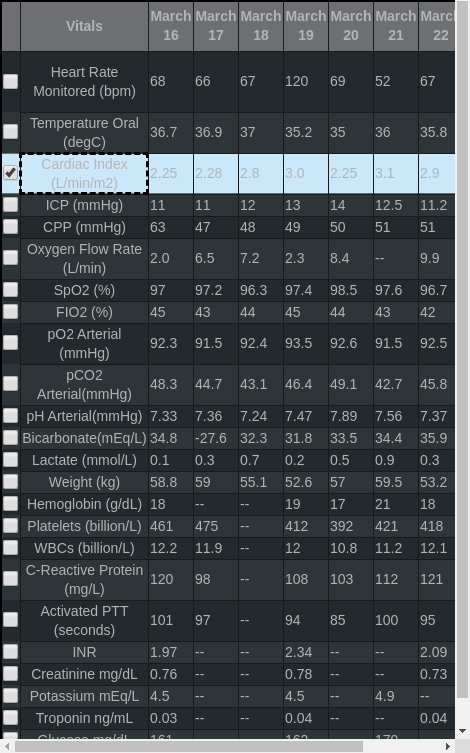 Vitals March 16 March 17 March 18 March 19 March 20 March 21 March 22
Heart Rate Monitored (bpm) 68 66 67 120 69 52 67
Temperature Oral (degC) 36.7 36.9 37 35.2 35 36 35.8
Cardiac Index (L/min/m2) 2.25 2.28 2.8 3.0 2.25 3.1 2.9
ICP (mmHg) 11 11 12 13 14 12.5 11.2
CPP (mmHg) 63 47 48 49 50 51 51
Oxygen Flow Rate (L/min) 2.0 6.5 7.2 2.3 8.4 -- 9.9
SpO2 (%) 97 97.2 96.3 97.4 98.5 97.6 96.7
FIO2 (%) 45 43 44 45 44 43 42
pO2 Arterial (mmHg) 92.3 91.5 92.4 93.5 92.6 91.5 92.5
pCO2 Arterial(mmHg) 48.3 44.7 43.1 46.4 49.1 42.7 45.8
pH Arterial(mmHg) 7.33 7.36 7.24 7.47 7.89 7.56 7.37
Bicarbonate(mEq/L) 34.8 -27.6 32.3 31.8 33.5 34.4 35.9
Lactate (mmol/L) 0.1 0.3 0.7 0.2 0.5 0.9 0.3
Weight (kg) 58.8 59 55.1 52.6 57 59.5 53.2
Hemoglobin (g/dL) 18 -- -- 19 17 21 18
Platelets (billion/L) 461 475 -- 412 392 421 418
WBCs (billion/L) 12.2 11.9 -- 12 10.8 11.2 12.1
C-Reactive Protein (mg/L) 120 98 -- 108 103 112 121
Activated PTT (seconds) 101 97 -- 94 85 100 95
INR 1.97 -- -- 2.34 -- -- 2.09
Creatinine mg/dL 0.76 -- -- 0.78 -- -- 0.73
Potassium mEq/L 4.5 -- -- 4.5 -- 4.9 --
Troponin ng/mL 0.03 -- -- 0.04 -- -- 0.04
Glucose mg/dL 161 -- -- 162 -- 170 --